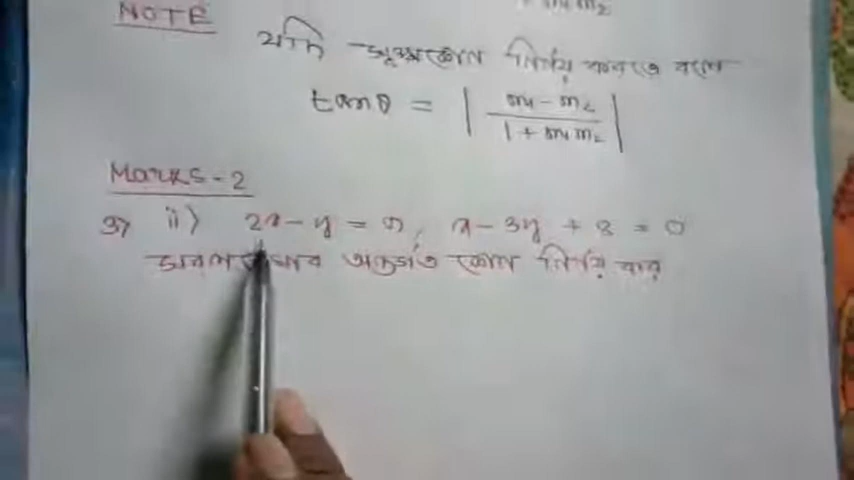 NOTE
যদি সূক্ষ্মকোণ নির্ণয় করতে বলে
tanθ = | (m₁ - m₂) / (1 + m₁m₂) |
Marks-2
3) ii) 2x - y = 9, x - 3y + 8 = 0
সরলরেখার অন্তর্গত কোণ নির্ণয় কর